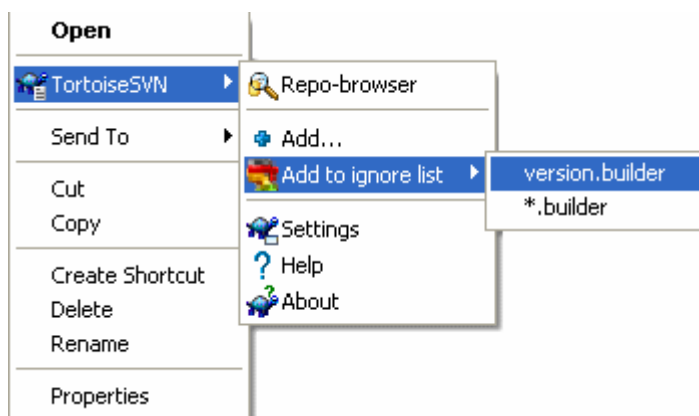 Open
TortoiseSVN
Send To
Cut
Copy
Create Shortcut
Delete
Rename
Properties
Repo-browser
Add...
Add to ignore list
Settings
Help
About
version.builder
*.builder